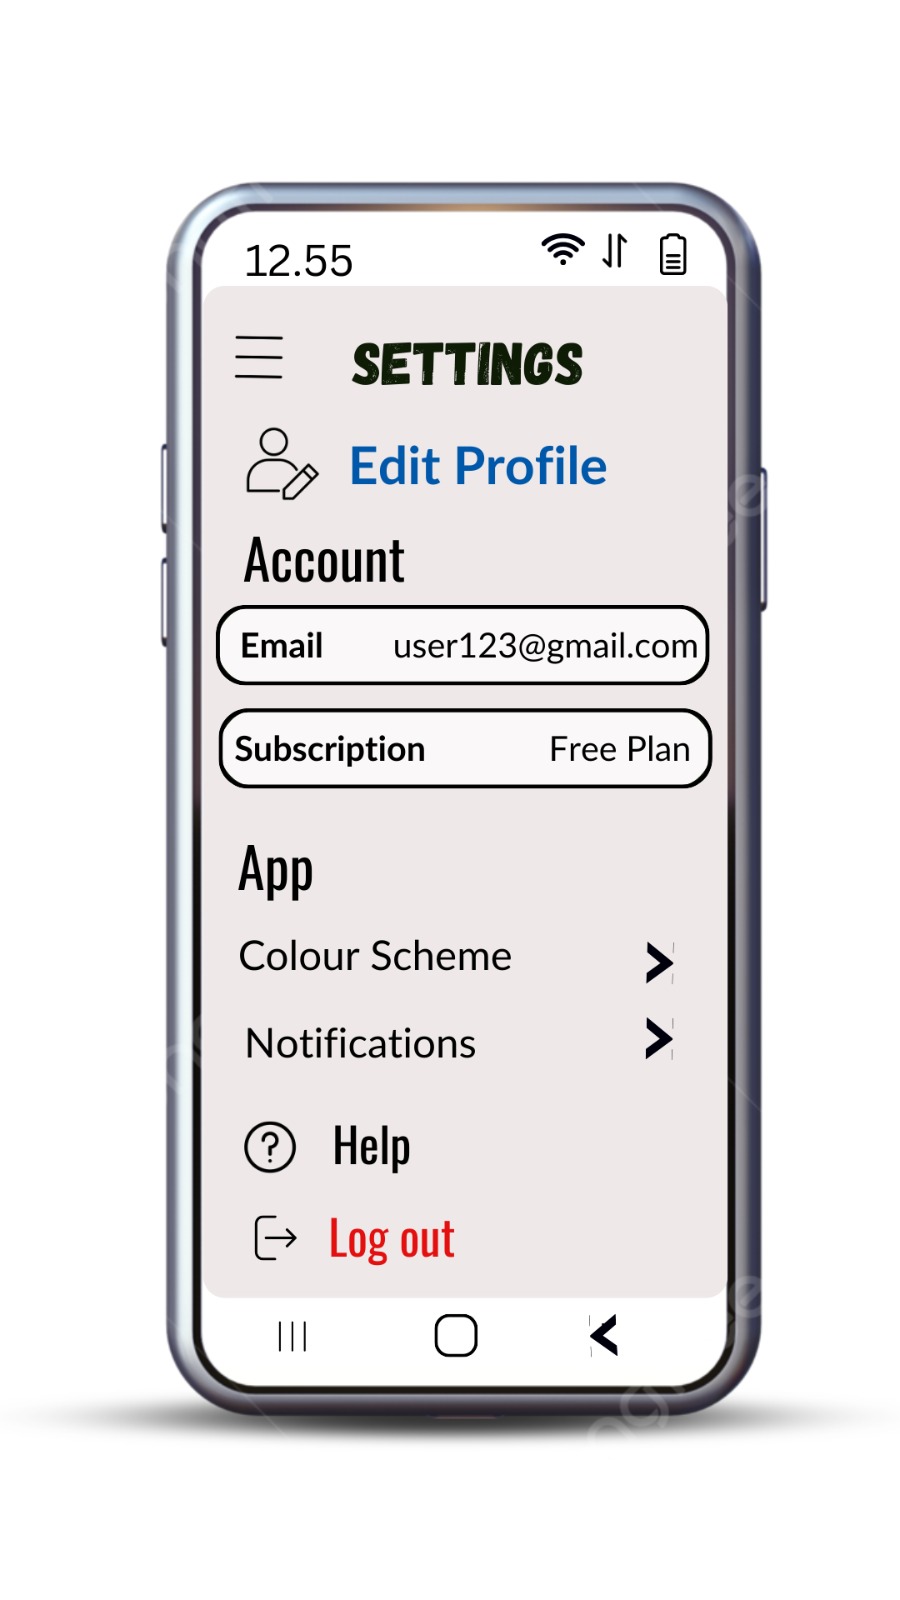 12.55
SETTINGS
Edit Profile
Account
Email user123@gmail.com
Subscription Free Plan
App
Colour Scheme
Notifications
Help
Log out